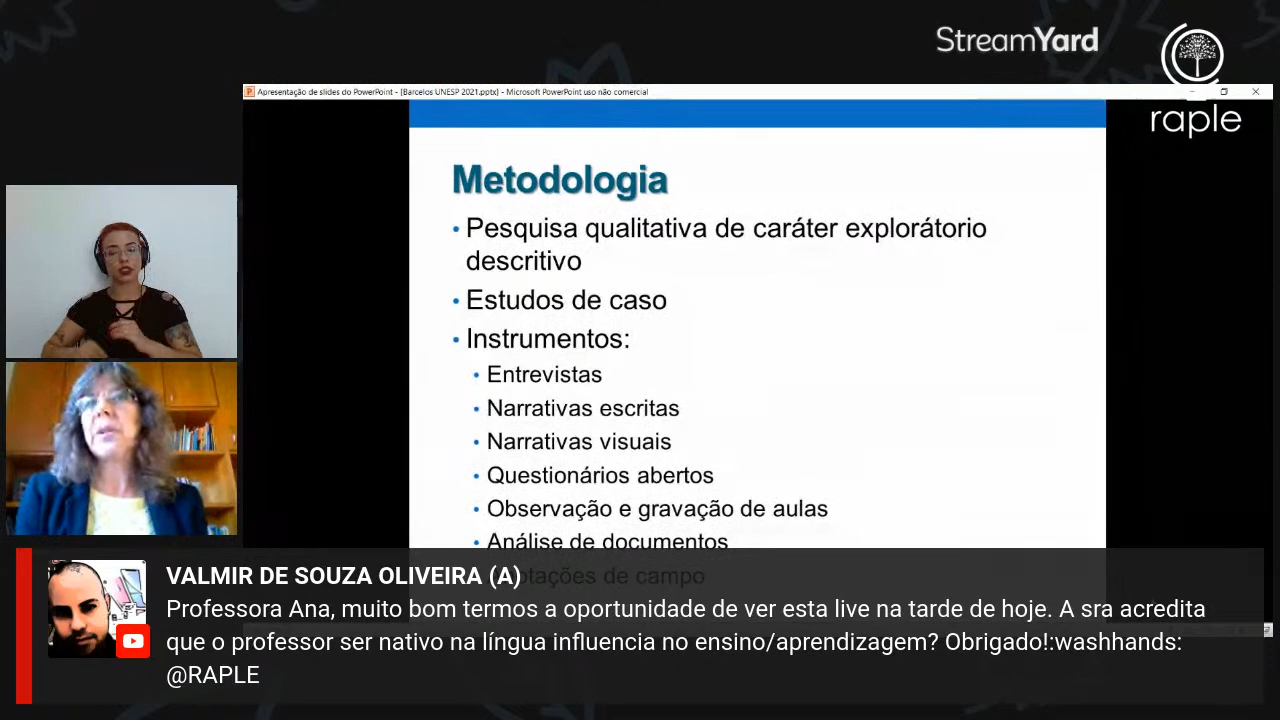 StreamYard
raple
Apresentação de slides do PowerPoint - [Barcelos UNESP 2021.pptx] - Microsoft PowerPoint uso não comercial
Metodologia
• Pesquisa qualitativa de caráter explorátorio
descritivo
• Estudos de caso
• Instrumentos:
• Entrevistas
• Narrativas escritas
• Narrativas visuais
• Questionários abertos
• Observação e gravação de aulas
• Análise de documentos
de campo
VALMIR DE SOUZA OLIVEIRA (A)
Professora Ana, muito bom termos a oportunidade de ver esta live na tarde de hoje. A sra acredita
que o professor ser nativo na língua influencia no ensino/aprendizagem? Obrigado!:washhands:
@RAPLE